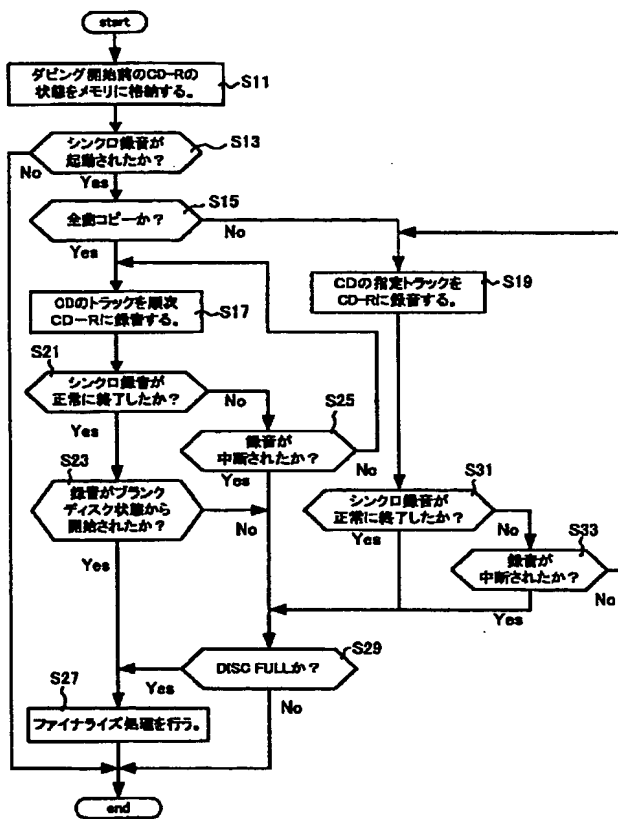 start
ダビング開始前のCD-Rの
状態をメモリに格納する。
S11
シンクロ録音が
起動されたか？
S13
No
Yes
全曲コピーか？
S15
No
Yes
CDのトラックを順次
CD-Rに録音する。
S17
CDの指定トラックを
CD-Rに録音する。
S19
S21
シンクロ録音が
正常に終了したか？
No
Yes
S25
録音が
中断されたか？
No
Yes
S23
録音がブランク
ディスク状態から
開始されたか？
No
Yes
S31
シンクロ録音が
正常に終了したか？
No
Yes
S33
録音が
中断されたか？
No
Yes
DISC FULLか？
S29
Yes
No
S27
ファイナライズ処理を行う。
end